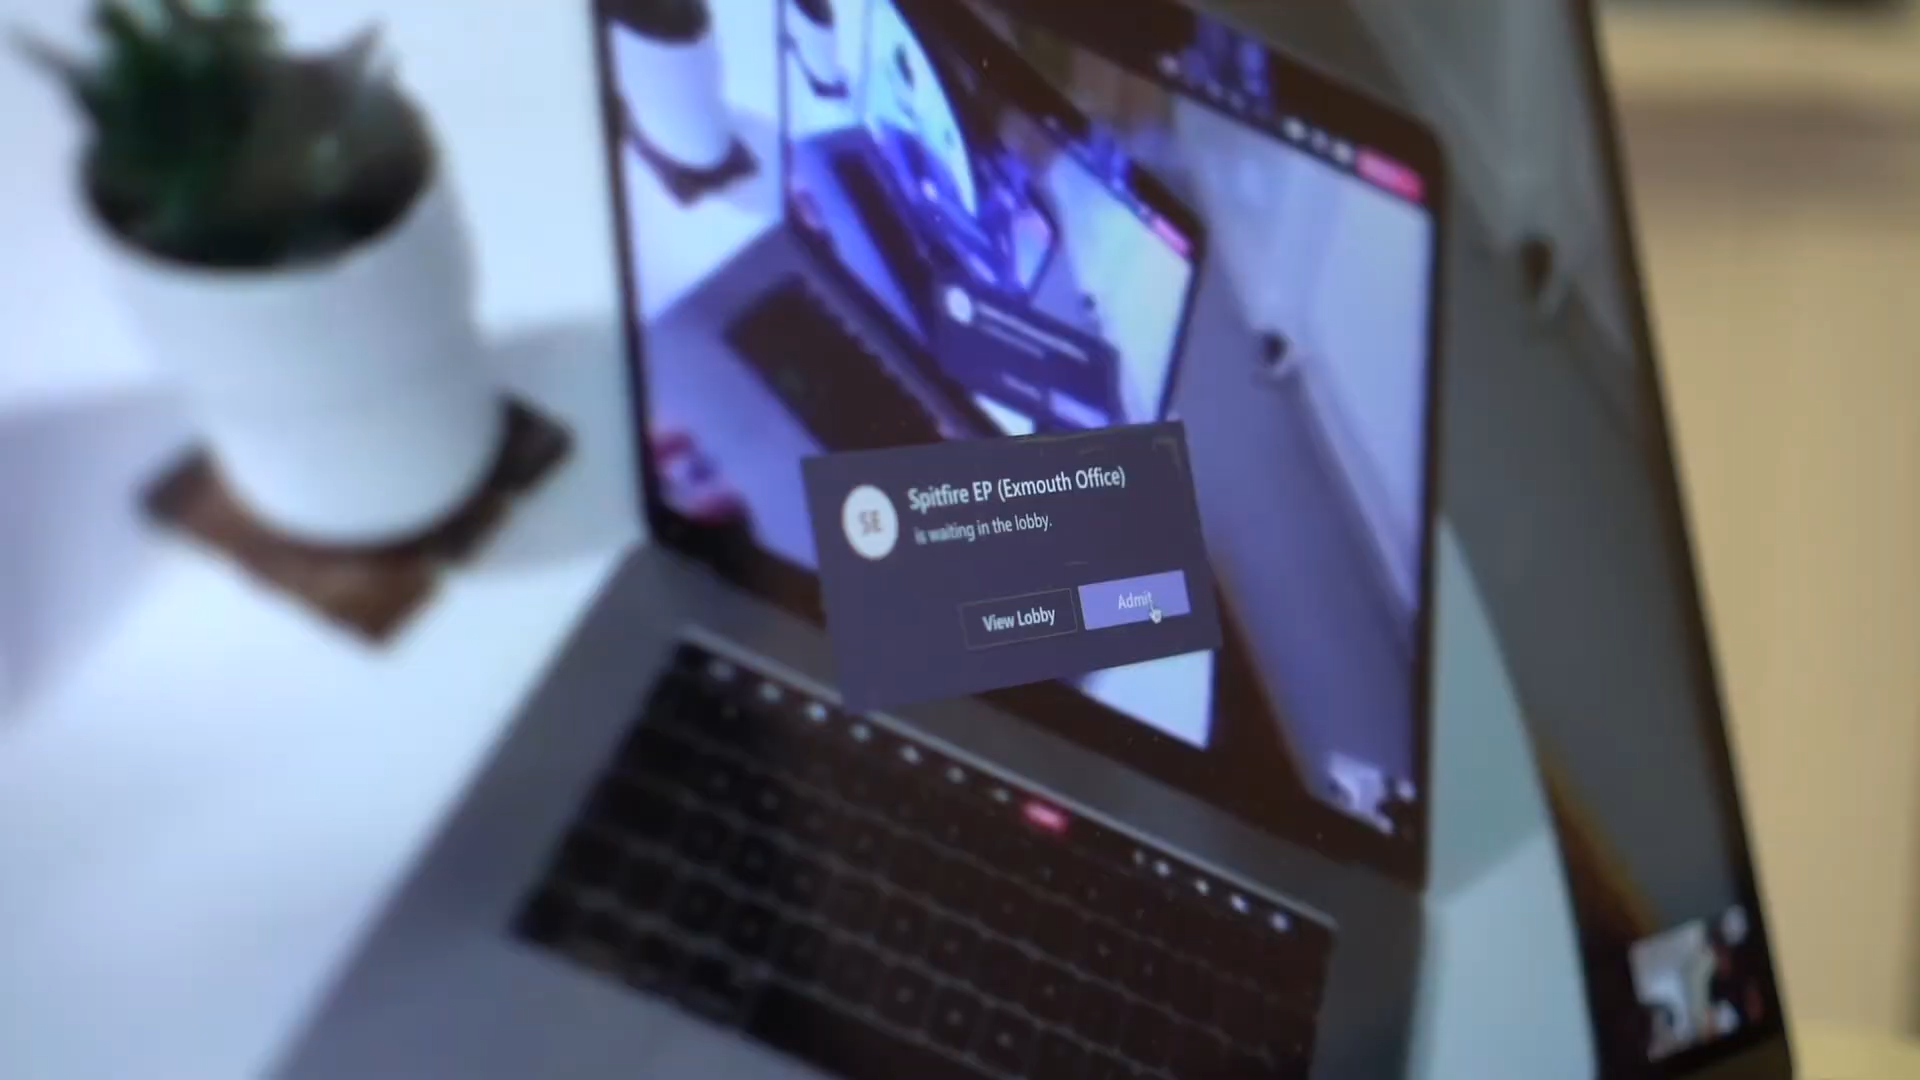 SE
Spitfire EP (Exmouth Office)
is waiting in the lobby.
View Lobby
Admit